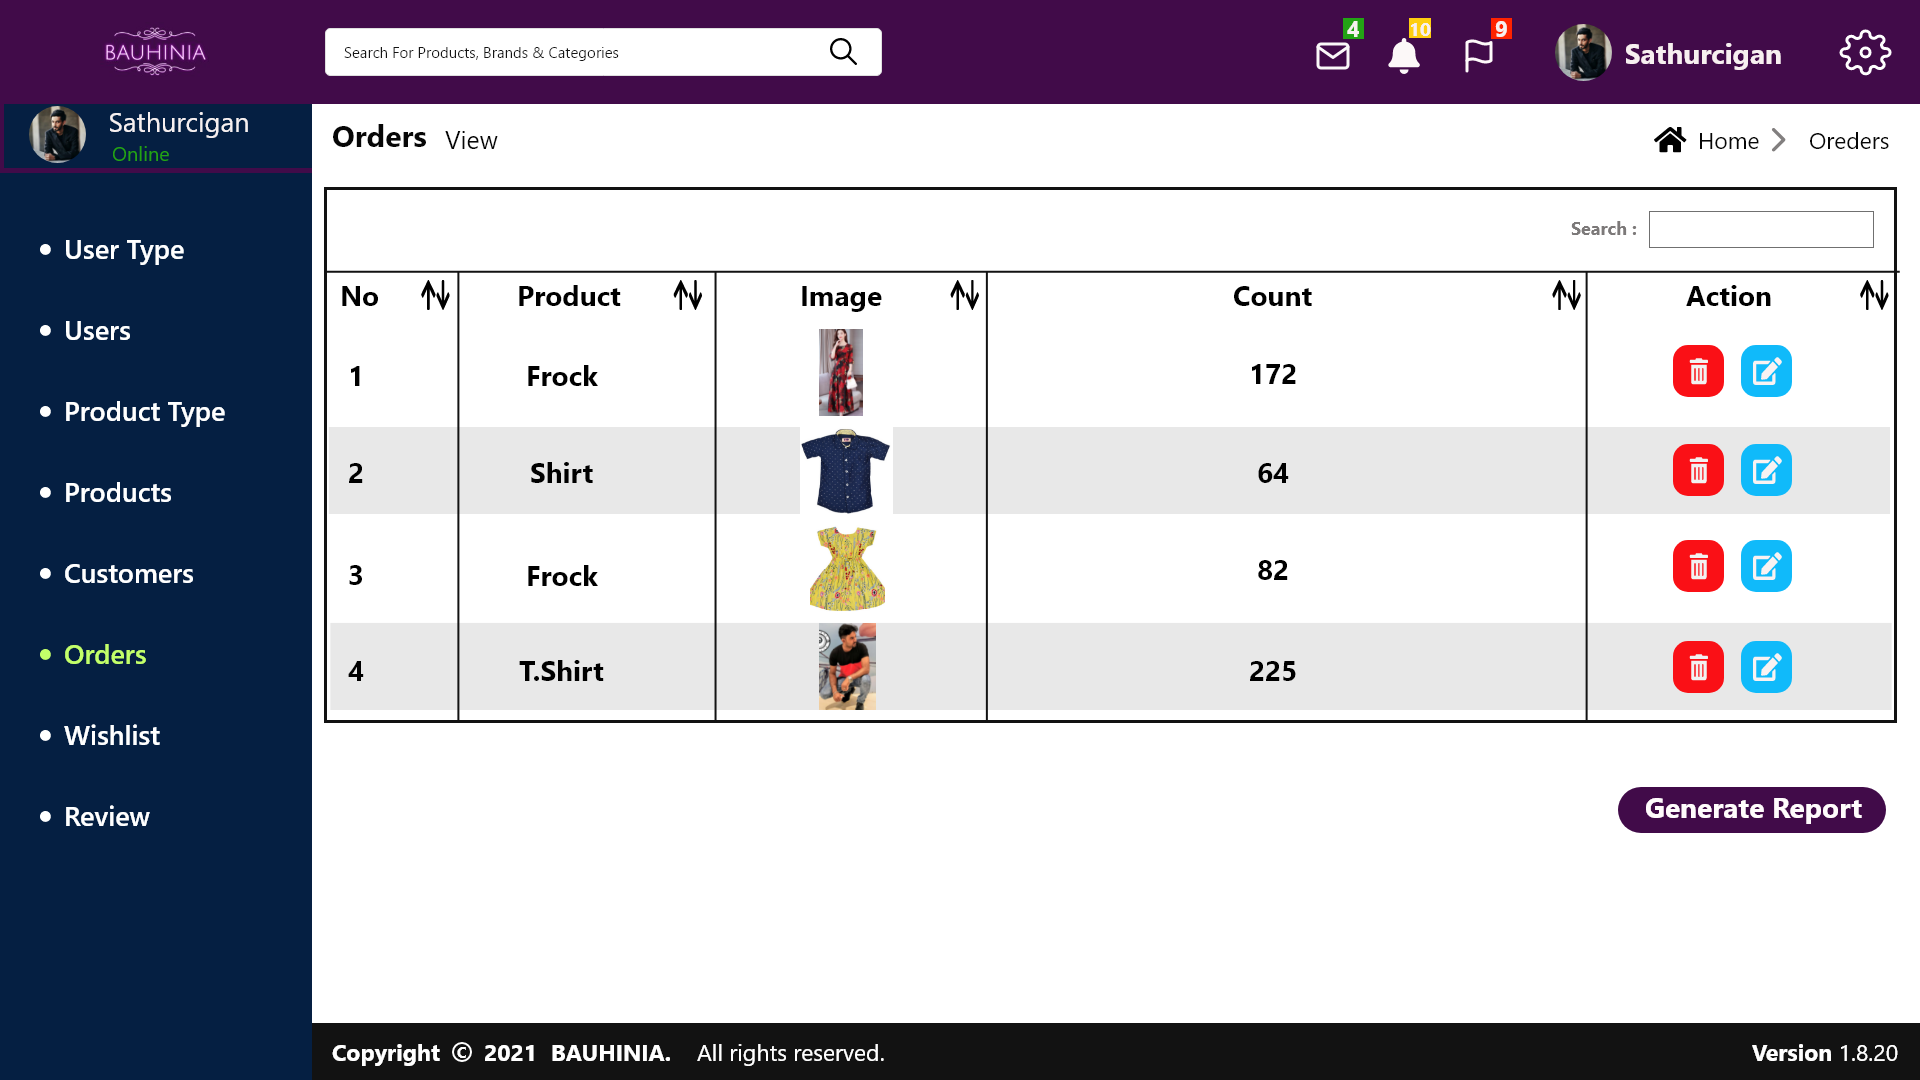 BAUHINIA
Search For Products, Brands & Categories
4
10
9
Sathurcigan
Sathurcigan
Online
User Type
Users
Product Type
Products
Customers
Orders
Wishlist
Review
Orders View
Home Oreders
Search :
No Product Image Count Action
1 Frock 172
2 Shirt 64
3 Frock 82
4 T.Shirt 225
Generate Report
Copyright © 2021 BAUHINIA. All rights reserved.
Version 1.8.20